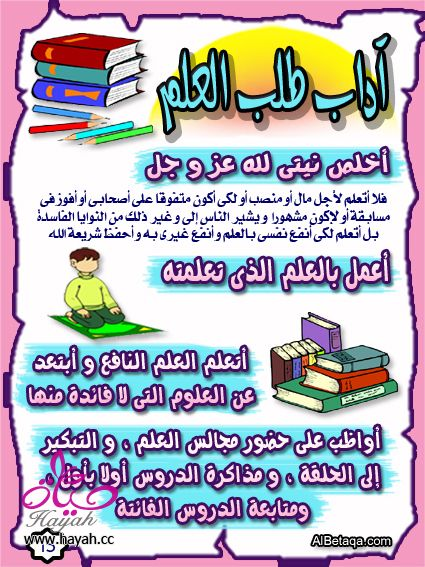 آداب طلب العلم
أخلص نيتى لله عز و جل
فلا أتعلم لأجل مال أو منصب أو لكى أكون متفوقا على أصحابى أو أفوز فى
مسابقة أو لاكون مشهورا و يشير الناس إلى و غير ذلك من النوايا الفاسدة
بل أتعلم لكى أنفع نفسى بالعلم و أنفع غيرى به و أحفظ شريعة الله
أعمل بالعلم الذى تعلمته
أتعلم العلم النافع و أبتعد
عن العلوم التى لا فائدة منها
أواظب على حضور مجالس العلم ، و التبكير
إلى الحلقة ، و مذاكرة الدروس أولا بأول ،
ومتابعة الدروس الفائتة
حياه
Hayah
www.hayah.cc
15
AlBetaqa.com